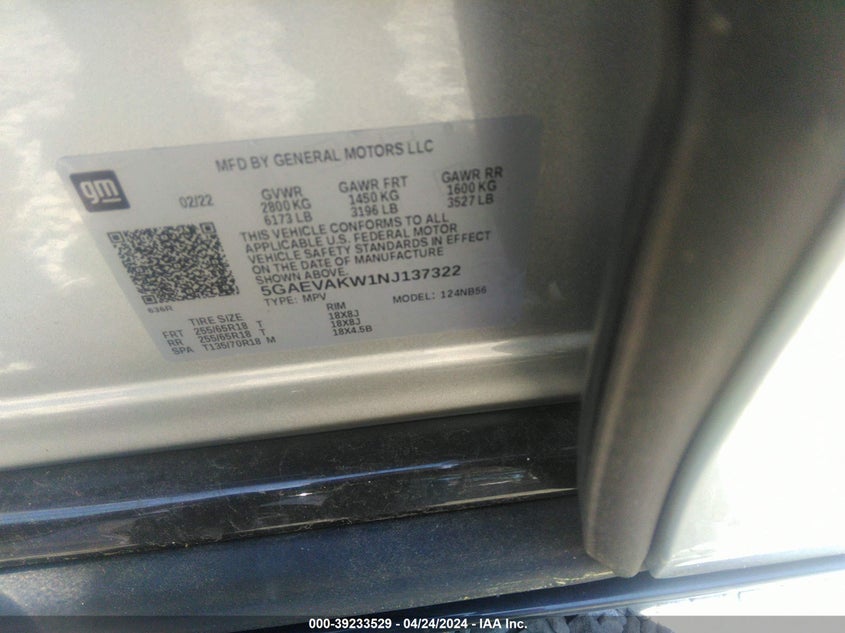 MFD BY GENERAL MOTORS LLC
gm
02/22
GVWR GAWR FRT GAWR RR
2800 KG 1450 KG 1600 KG
6173 LB 3196 LB 3527 LB
THIS VEHICLE CONFORMS TO ALL
APPLICABLE U.S. FEDERAL MOTOR
VEHICLE SAFETY STANDARDS IN EFFECT
ON THE DATE OF MANUFACTURE
SHOWN ABOVE.
5GAEVAKW1NJ137322
TYPE: MPV MODEL: 124NB56
636R
TIRE SIZE RIM
FRT 255/65R18 T 18X8J
RR 255/65R18 T 18X8J
SPA T135/70R18 M 18X4.5B
000-39233529 - 04/24/2024 - IAA Inc.